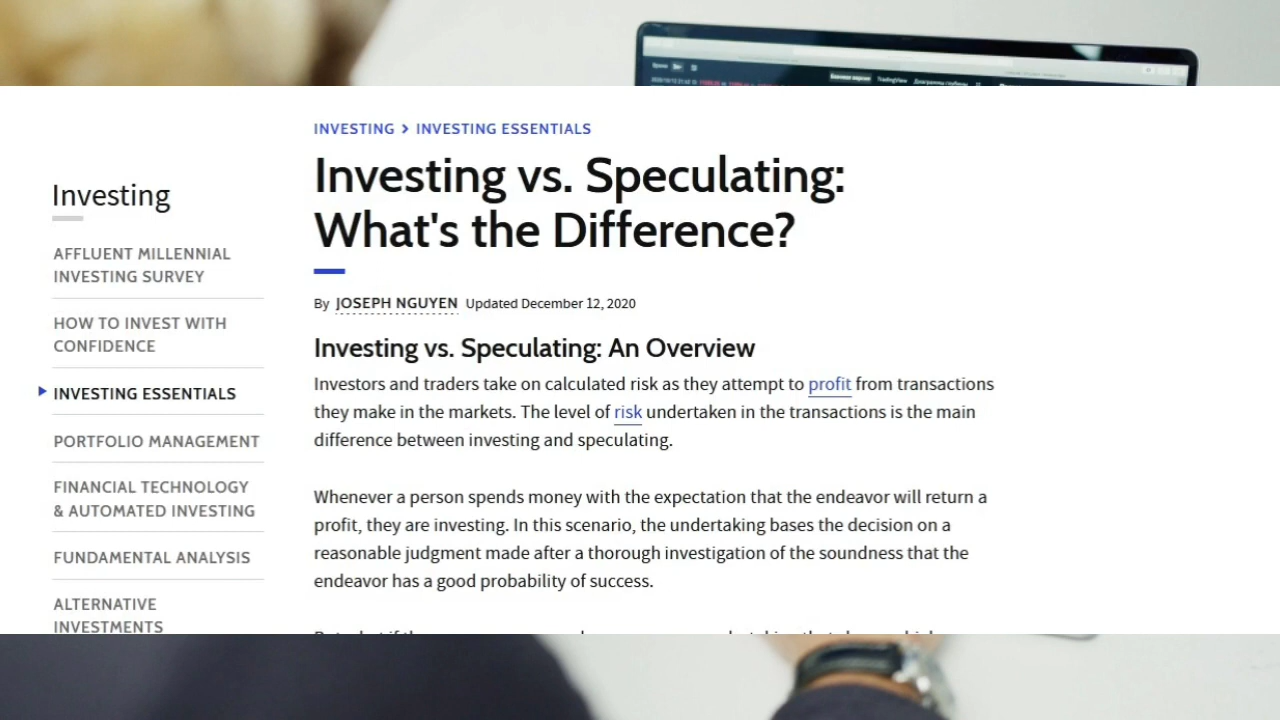 INVESTING > INVESTING ESSENTIALS
Investing vs. Speculating:
What's the Difference?
By JOSEPH NGUYEN Updated December 12, 2020
Investing vs. Speculating: An Overview
Investors and traders take on calculated risk as they attempt to profit from transactions
they make in the markets. The level of risk undertaken in the transactions is the main
difference between investing and speculating.
Whenever a person spends money with the expectation that the endeavor will return a
profit, they are investing. In this scenario, the undertaking bases the decision on a
reasonable judgment made after a thorough investigation of the soundness that the
endeavor has a good probability of success.
Investing
AFFLUENT MILLENNIAL
INVESTING SURVEY
HOW TO INVEST WITH
CONFIDENCE
INVESTING ESSENTIALS
PORTFOLIO MANAGEMENT
FINANCIAL TECHNOLOGY
& AUTOMATED INVESTING
FUNDAMENTAL ANALYSIS
ALTERNATIVE
INVESTMENTS
TradingView